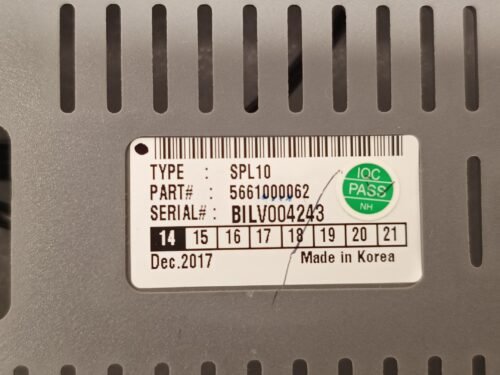 TYPE : SPL10
PART# : 5661000062
SERIAL# : BILV004243
IQC
PASS
NH
14 15 16 17 18 19 20 21
Dec.2017 Made in Korea